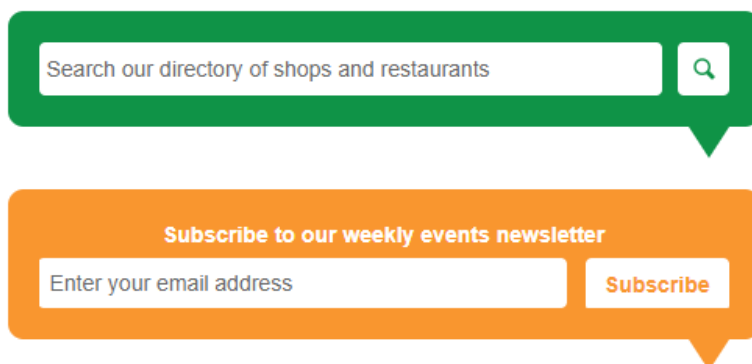 Search our directory of shops and restaurants
Subscribe to our weekly events newsletter
Enter your email address
Subscribe